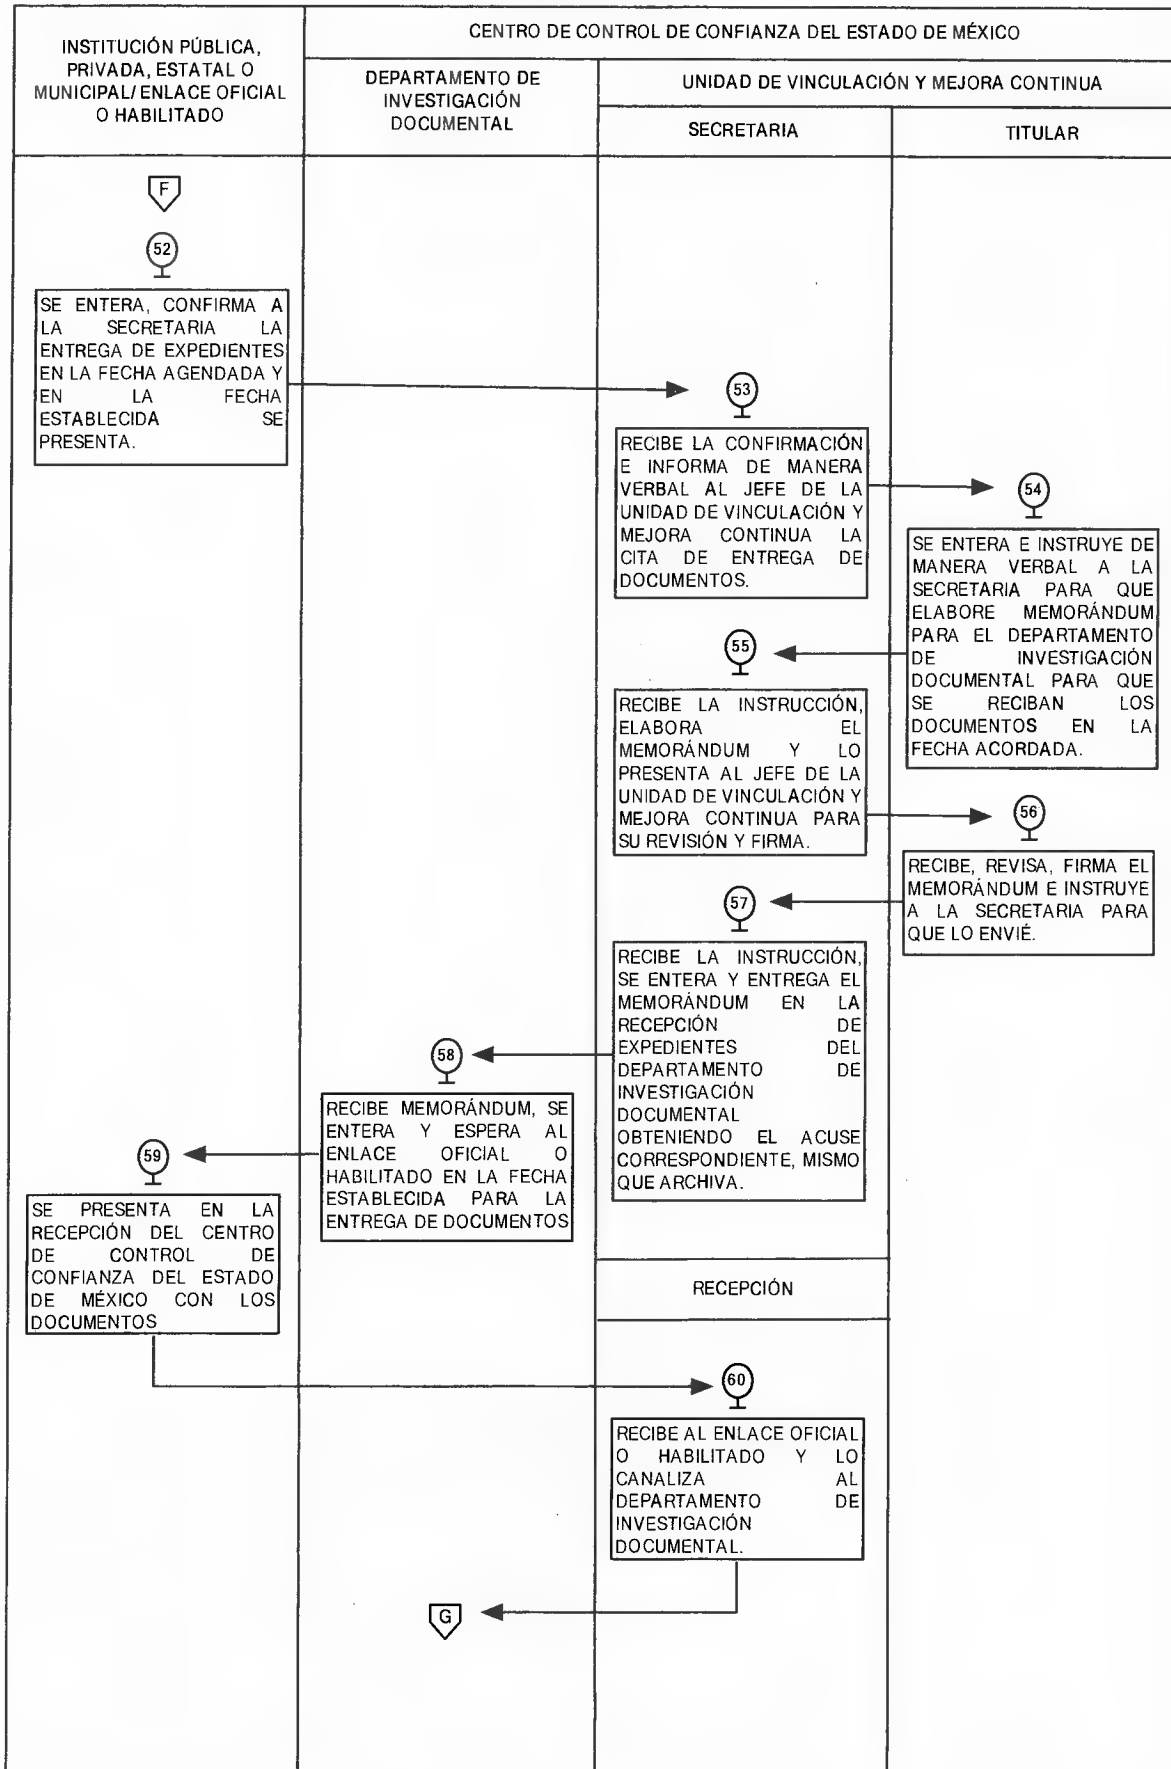 INSTITUCIÓN PÚBLICA,
PRIVADA, ESTATAL O
MUNICIPAL/ ENLACE OFICIAL
O HABILITADO
CENTRO DE CONTROL DE CONFIANZA DEL ESTADO DE MÉXICO
DEPARTAMENTO DE
INVESTIGACIÓN
DOCUMENTAL
UNIDAD DE VINCULACIÓN Y MEJORA CONTINUA
SECRETARIA
TITULAR
F
52
SE ENTERA, CONFIRMA A
LA SECRETARIA LA
ENTREGA DE EXPEDIENTES
EN LA FECHA AGENDADA Y
EN LA FECHA
ESTABLECIDA SE
PRESENTA.
53
RECIBE LA CONFIRMACIÓN
E INFORMA DE MANERA
VERBAL AL JEFE DE LA
UNIDAD DE VINCULACIÓN Y
MEJORA CONTINUA LA
CITA DE ENTREGA DE
DOCUMENTOS.
54
SE ENTERA E INSTRUYE DE
MANERA VERBAL A LA
SECRETARIA PARA QUE
ELABORE MEMORÁNDUM
PARA EL DEPARTAMENTO
DE INVESTIGACIÓN
DOCUMENTAL PARA QUE
SE RECIBAN LOS
DOCUMENTOS EN LA
FECHA ACORDADA.
55
RECIBE LA INSTRUCCIÓN,
ELABORA EL
MEMORÁNDUM Y LO
PRESENTA AL JEFE DE LA
UNIDAD DE VINCULACIÓN Y
MEJORA CONTINUA PARA
SU REVISIÓN Y FIRMA.
56
RECIBE, REVISA, FIRMA EL
MEMORÁNDUM E INSTRUYE
A LA SECRETARIA PARA
QUE LO ENVIÉ.
57
RECIBE LA INSTRUCCIÓN,
SE ENTERA Y ENTREGA EL
MEMORÁNDUM EN LA
RECEPCIÓN DE
EXPEDIENTES DEL
DEPARTAMENTO DE
INVESTIGACIÓN
DOCUMENTAL
OBTENIENDO EL ACUSE
CORRESPONDIENTE, MISMO
QUE ARCHIVA.
58
RECIBE MEMORÁNDUM, SE
ENTERA Y ESPERA AL
ENLACE OFICIAL O
HABILITADO EN LA FECHA
ESTABLECIDA PARA LA
ENTREGA DE DOCUMENTOS
59
SE PRESENTA EN LA
RECEPCIÓN DEL CENTRO
DE CONTROL DE
CONFIANZA DEL ESTADO
DE MÉXICO CON LOS
DOCUMENTOS
RECEPCIÓN
60
RECIBE AL ENLACE OFICIAL
O HABILITADO Y LO
CANALIZA AL
DEPARTAMENTO DE
INVESTIGACIÓN
DOCUMENTAL.
G